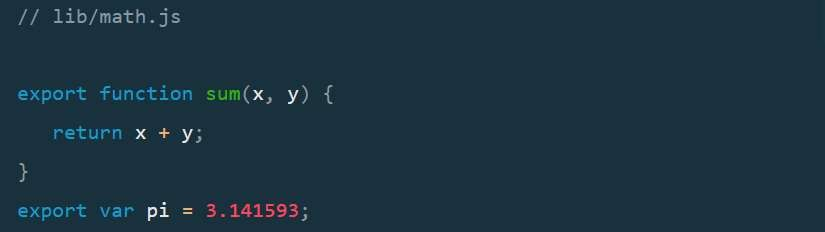 // lib/math.js
export function sum(x, y) {
return x + y;
}
export var pi = 3.141593;